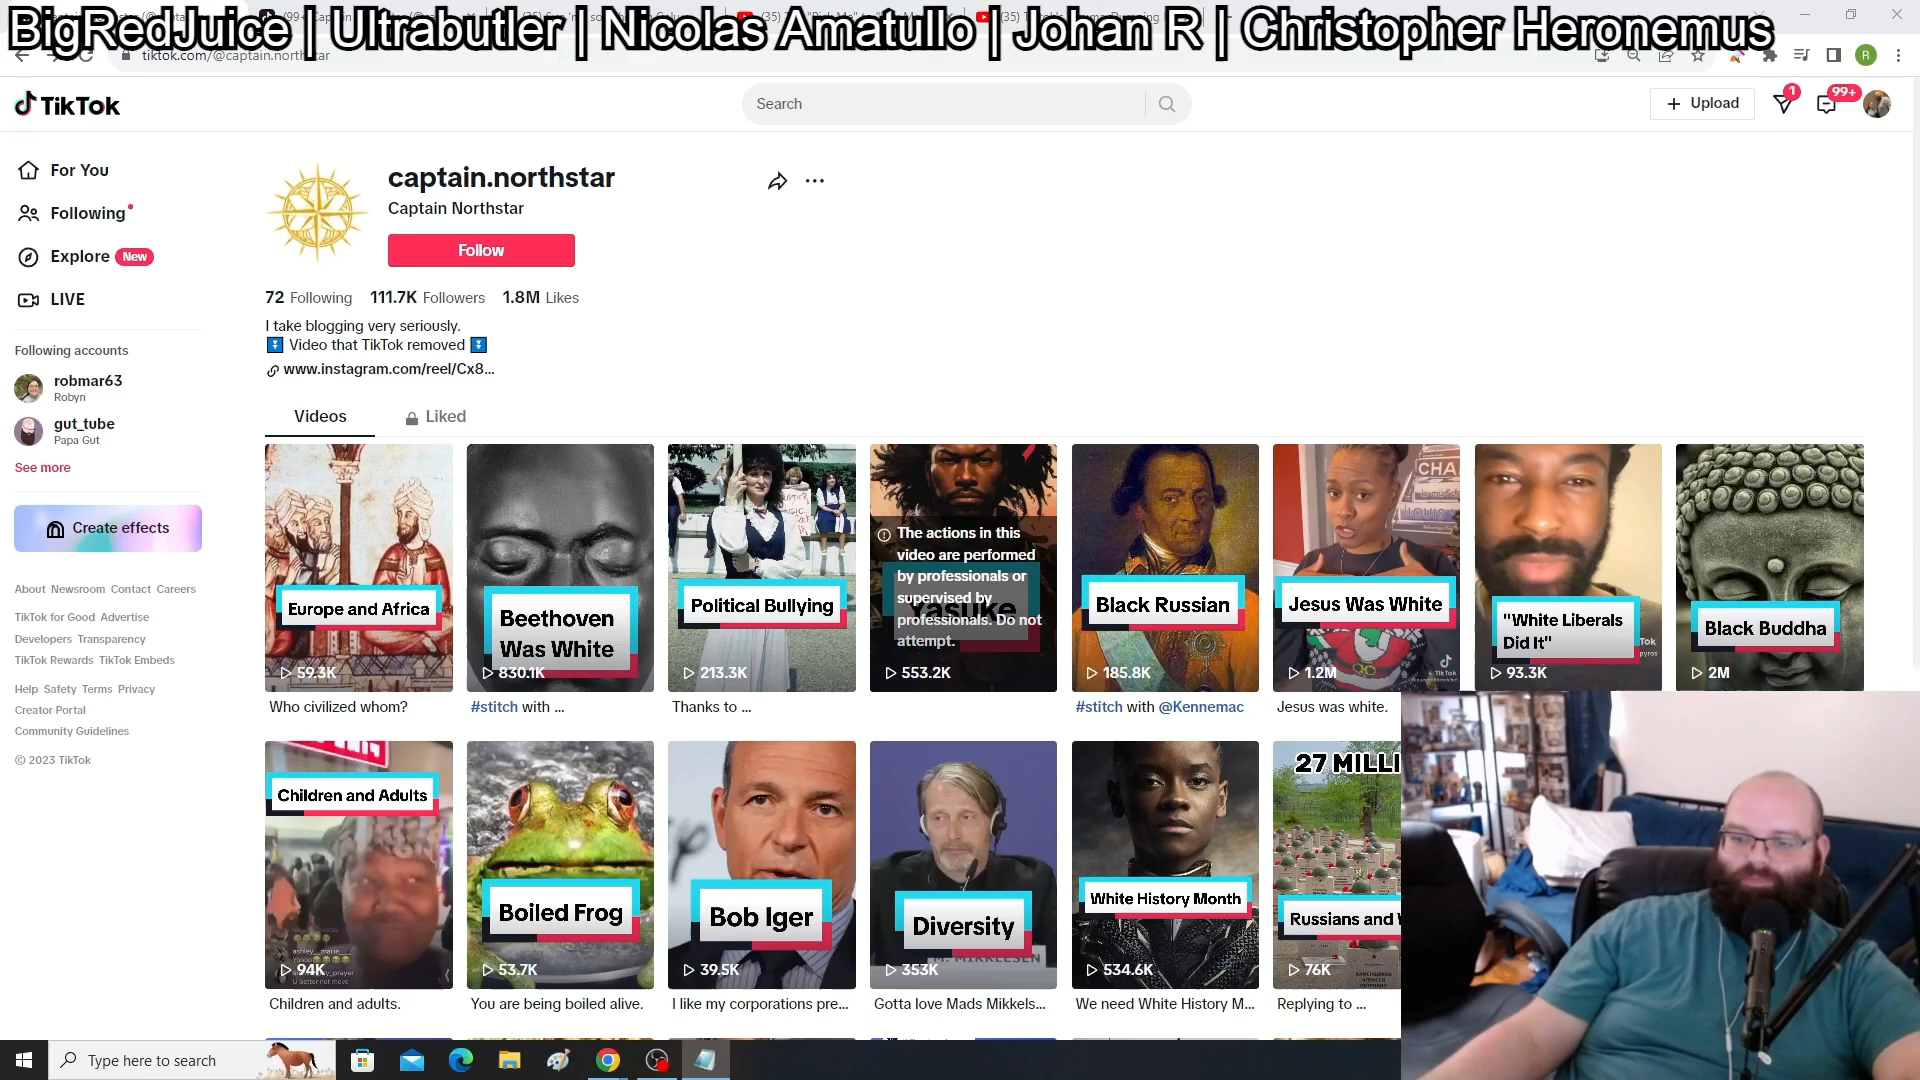 BigRedJuice | Ultrabutler | Nicolas Amatullo | Johan R | Christopher Heronemus
tiktok.com/@captain.northstar
R
TikTok
Search
Upload
1
99+
For You
Following
Explore New
LIVE
Following accounts
robmar63
Robyn
gut_tube
Papa Gut
See more
Create effects
About Newsroom Contact Careers
TikTok for Good Advertise
Developers Transparency
TikTok Rewards TikTok Embeds
Help Safety Terms Privacy
Creator Portal
Community Guidelines
© 2023 TikTok
captain.northstar
Captain Northstar
Follow
72 Following 111.7K Followers 1.8M Likes
I take blogging very seriously.
Video that TikTok removed
www.instagram.com/reel/Cx8...
Videos
Liked
Europe and Africa
59.3K
Who civilized whom?
Beethoven
Was White
830.1K
#stitch with ...
Political Bullying
213.3K
Thanks to ...
The actions in this
video are performed
by professionals or
supervised by
professionals. Do not
attempt.
Yasuke
553.2K
Black Russian
185.8K
#stitch with @Kennemac
Jesus Was White
TikTok
1.2M
Jesus was white.
"White Liberals
Did It"
93.3K
Black Buddha
2M
Children and Adults
94K
Children and adults.
Boiled Frog
53.7K
You are being boiled alive.
Bob Iger
39.5K
I like my corporations pre...
Diversity
M. MIKKELSEN
353K
Gotta love Mads Mikkels...
White History Month
534.6K
We need White History M...
27 MILLI
Russians and
76K
Replying to ...
Type here to search